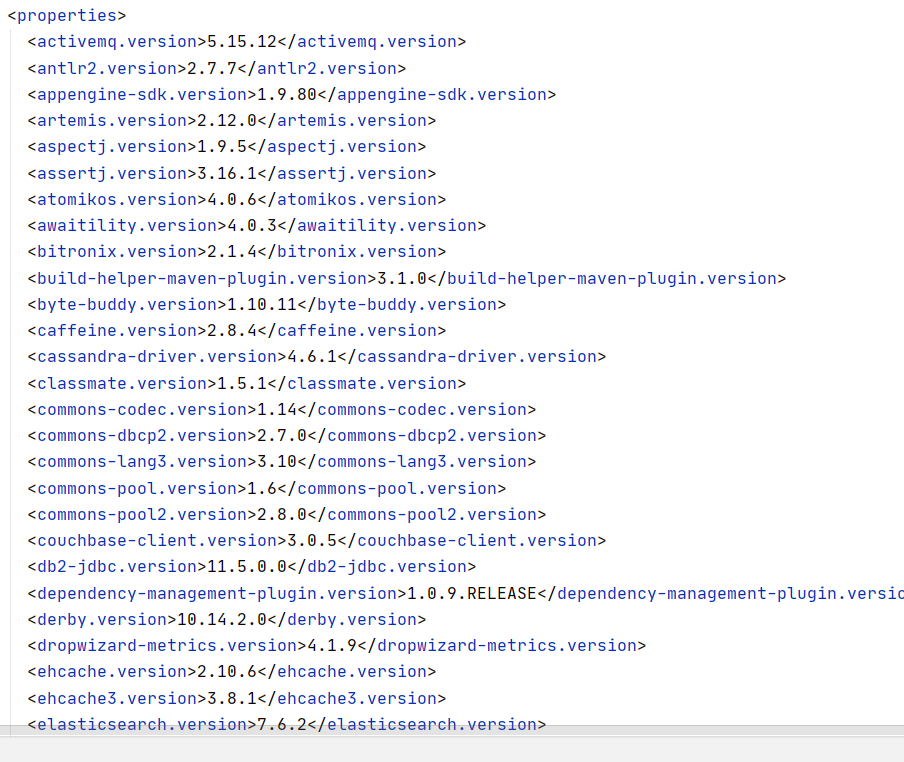 <properties>
<activemq.version>5.15.12</activemq.version>
<antlr2.version>2.7.7</antlr2.version>
<appengine-sdk.version>1.9.80</appengine-sdk.version>
<artemis.version>2.12.0</artemis.version>
<aspectj.version>1.9.5</aspectj.version>
<assertj.version>3.16.1</assertj.version>
<atomikos.version>4.0.6</atomikos.version>
<awaitility.version>4.0.3</awaitility.version>
<bitronix.version>2.1.4</bitronix.version>
<build-helper-maven-plugin.version>3.1.0</build-helper-maven-plugin.version>
<byte-buddy.version>1.10.11</byte-buddy.version>
<caffeine.version>2.8.4</caffeine.version>
<cassandra-driver.version>4.6.1</cassandra-driver.version>
<classmate.version>1.5.1</classmate.version>
<commons-codec.version>1.14</commons-codec.version>
<commons-dbcp2.version>2.7.0</commons-dbcp2.version>
<commons-lang3.version>3.10</commons-lang3.version>
<commons-pool.version>1.6</commons-pool.version>
<commons-pool2.version>2.8.0</commons-pool2.version>
<couchbase-client.version>3.0.5</couchbase-client.version>
<db2-jdbc.version>11.5.0.0</db2-jdbc.version>
<dependency-management-plugin.version>1.0.9.RELEASE</dependency-management-plugin.versio
<derby.version>10.14.2.0</derby.version>
<dropwizard-metrics.version>4.1.9</dropwizard-metrics.version>
<ehcache.version>2.10.6</ehcache.version>
<ehcache3.version>3.8.1</ehcache3.version>
<elasticsearch.version>7.6.2</elasticsearch.version>